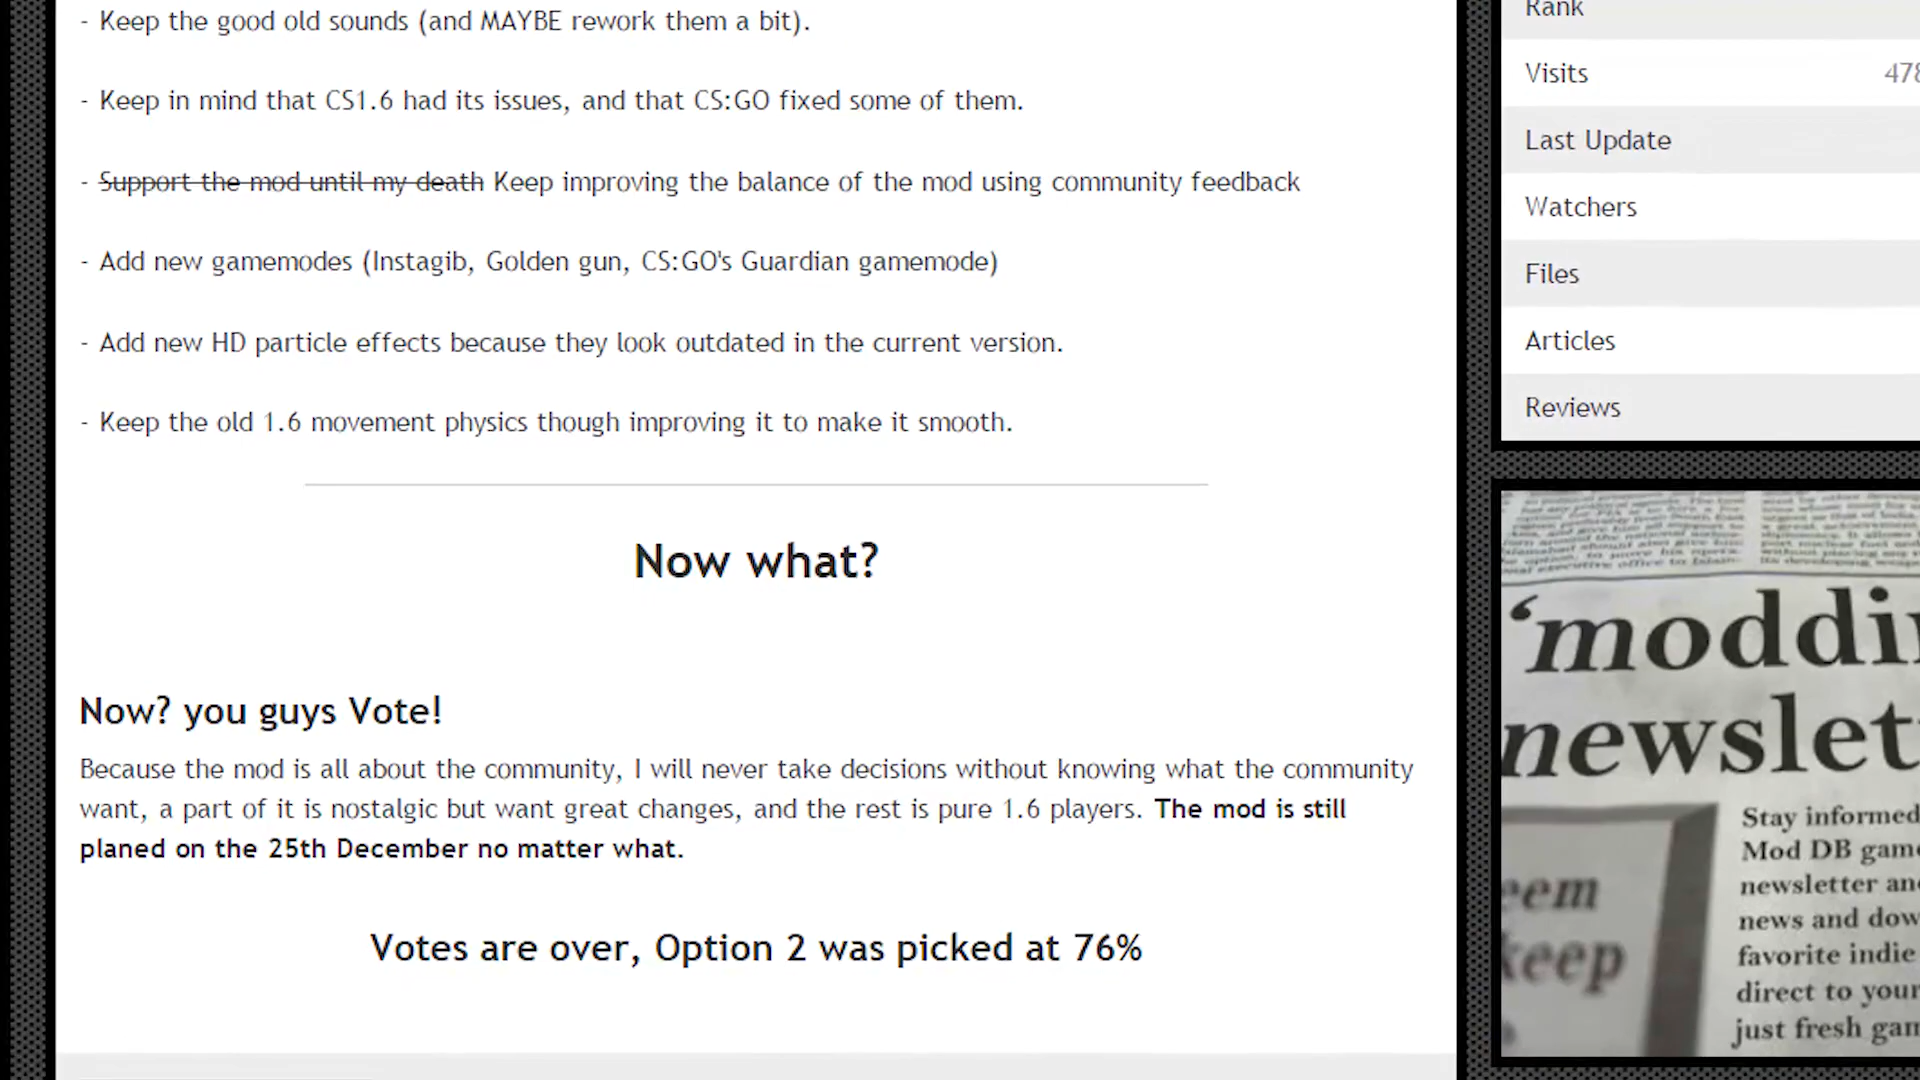 - Keep the good old sounds (and MAYBE rework them a bit).
- Keep in mind that CS1.6 had its issues, and that CS:GO fixed some of them.
- Support the mod until my death Keep improving the balance of the mod using community feedback
- Add new gamemodes (Instagib, Golden gun, CS:GO's Guardian gamemode)
- Add new HD particle effects because they look outdated in the current version.
- Keep the old 1.6 movement physics though improving it to make it smooth.
Now what?
Now? you guys Vote!
Because the mod is all about the community, I will never take decisions without knowing what the community
want, a part of it is nostalgic but want great changes, and the rest is pure 1.6 players. The mod is still
planed on the 25th December no matter what.
Votes are over, Option 2 was picked at 76%
Rank
Visits 478
Last Update
Watchers
Files
Articles
Reviews
'moddi
newslet
Stay informed
Mod DB game
newsletter an
news and dow
favorite indie
direct to your
just fresh gam
eem
keep